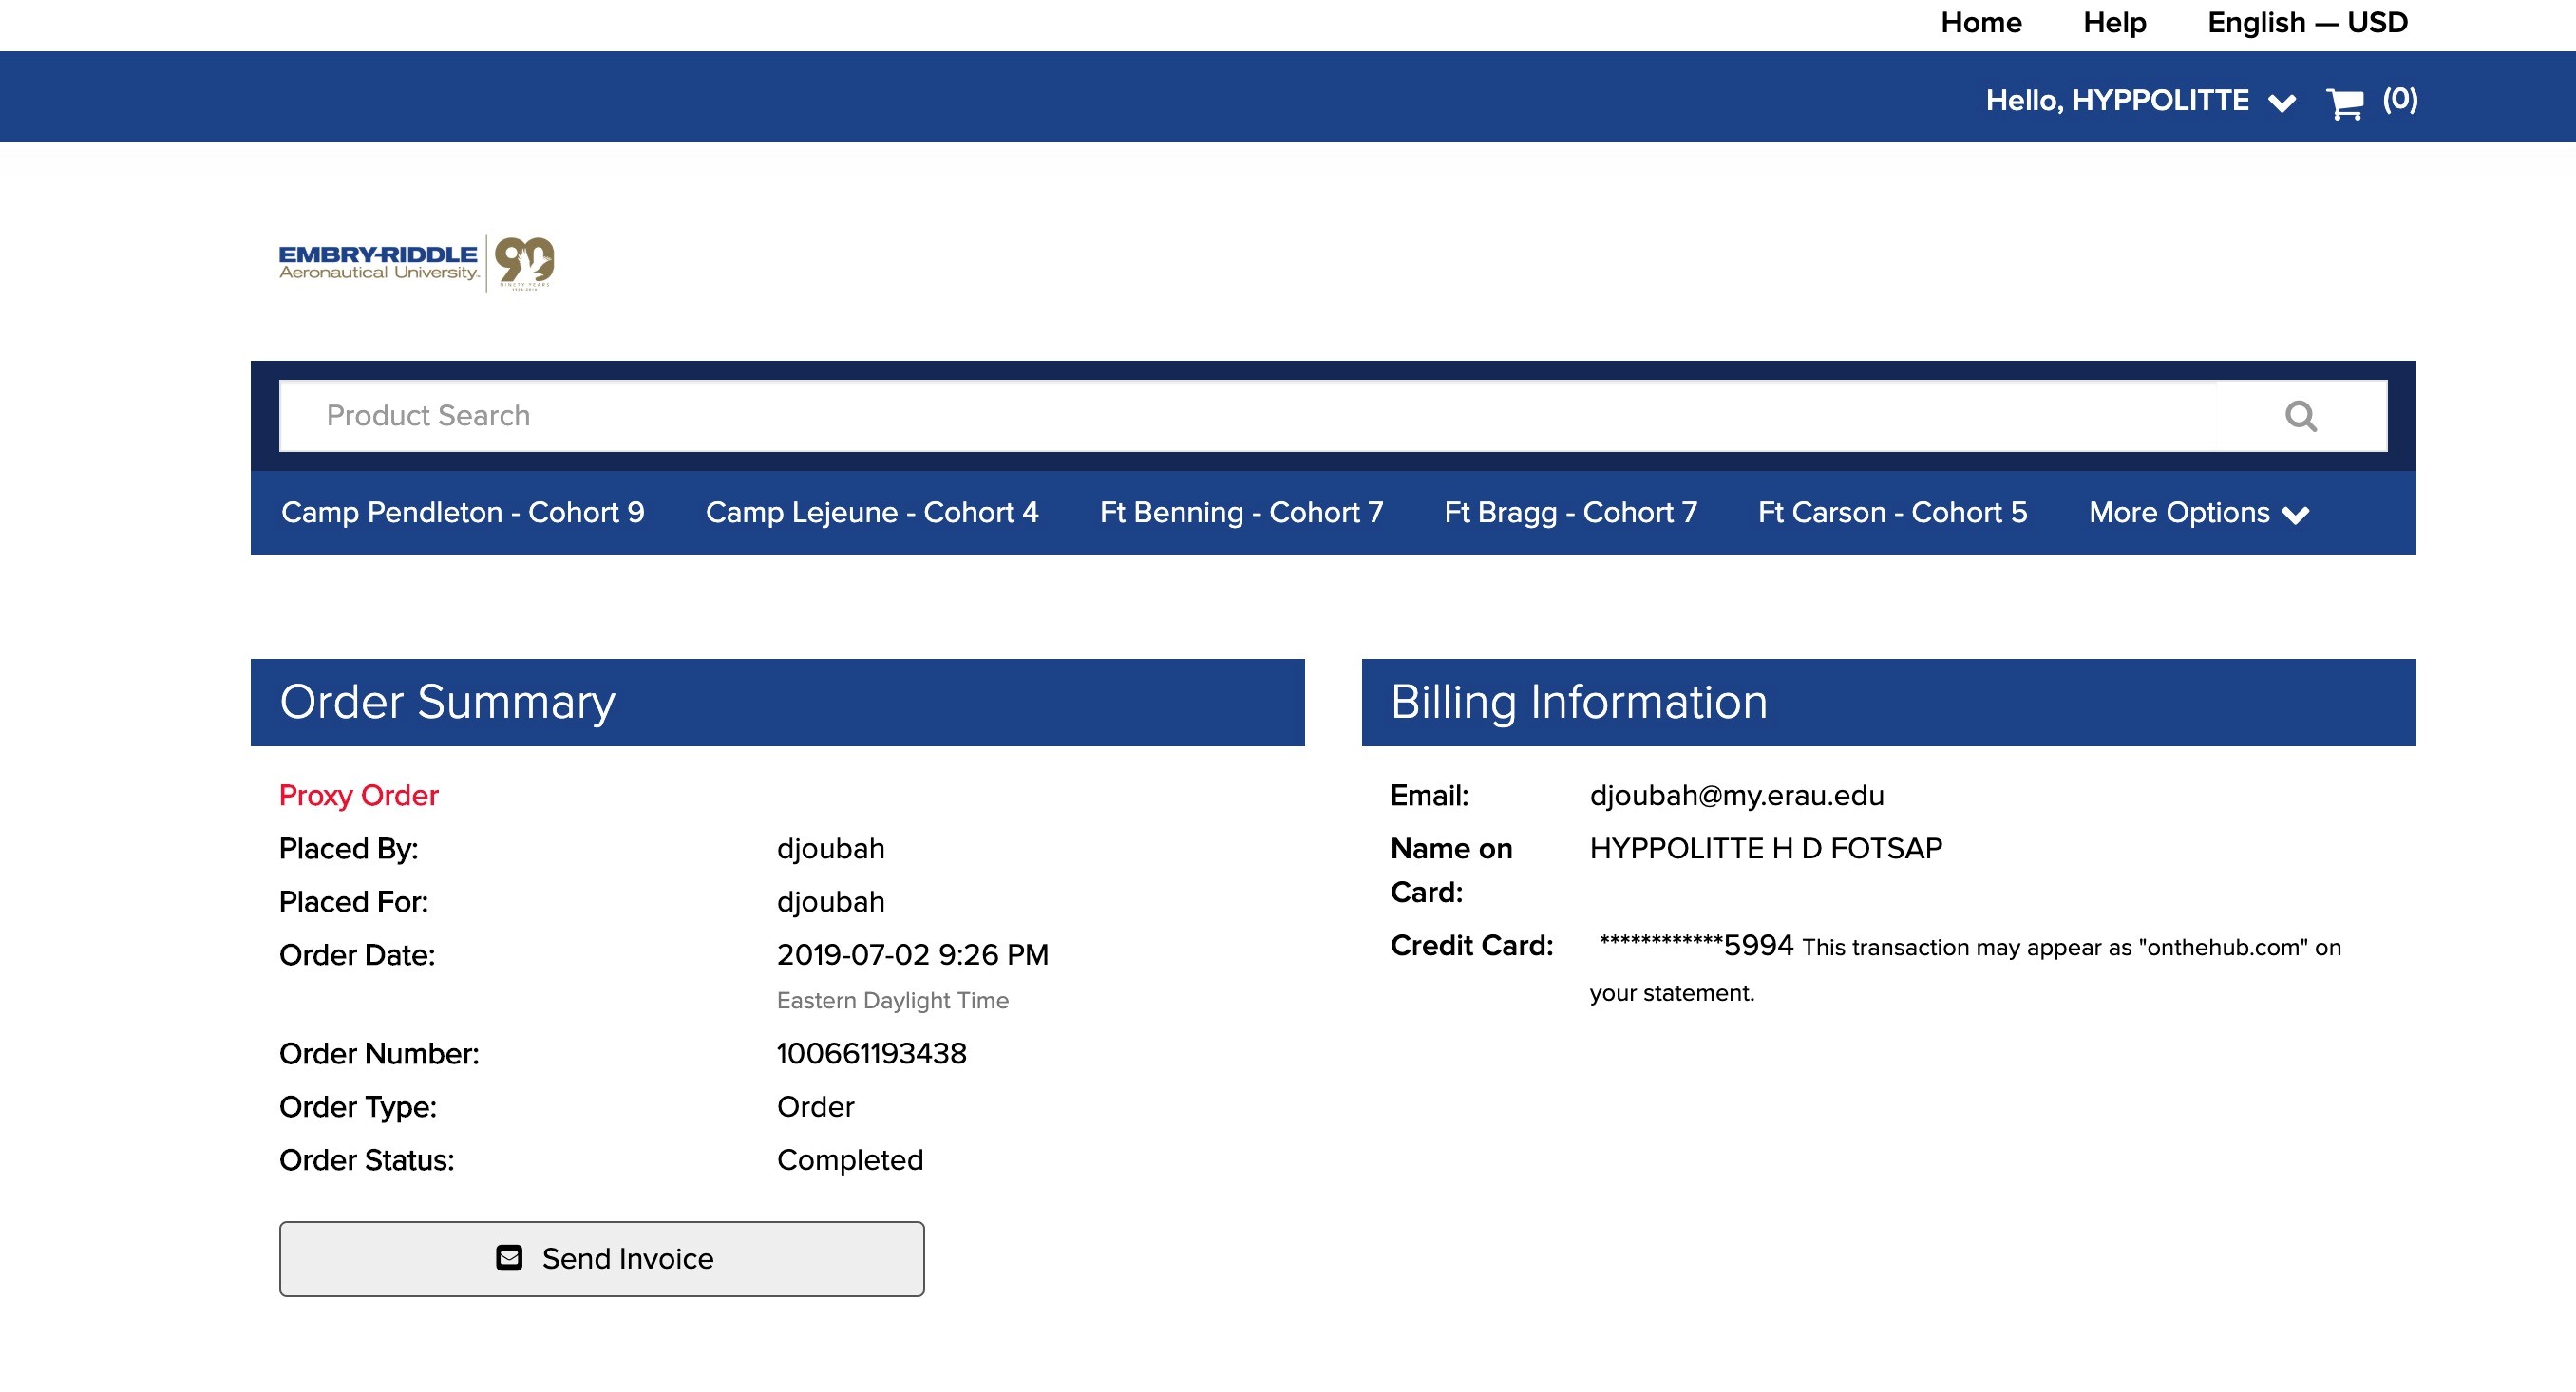 Home Help English — USD
Hello, HYPPOLITTE (0)
EMBRY-RIDDLE
Aeronautical University
90
NINETY YEARS
Product Search
Camp Pendleton - Cohort 9 Camp Lejeune - Cohort 4 Ft Benning - Cohort 7 Ft Bragg - Cohort 7 Ft Carson - Cohort 5 More Options
Order Summary
Proxy Order
Placed By: djoubah
Placed For: djoubah
Order Date: 2019-07-02 9:26 PM
Eastern Daylight Time
Order Number: 100661193438
Order Type: Order
Order Status: Completed
Send Invoice
Billing Information
Email: djoubah@my.erau.edu
Name on HYPPOLITTE H D FOTSAP
Card:
Credit Card: ************5994 This transaction may appear as "onthehub.com" on
your statement.